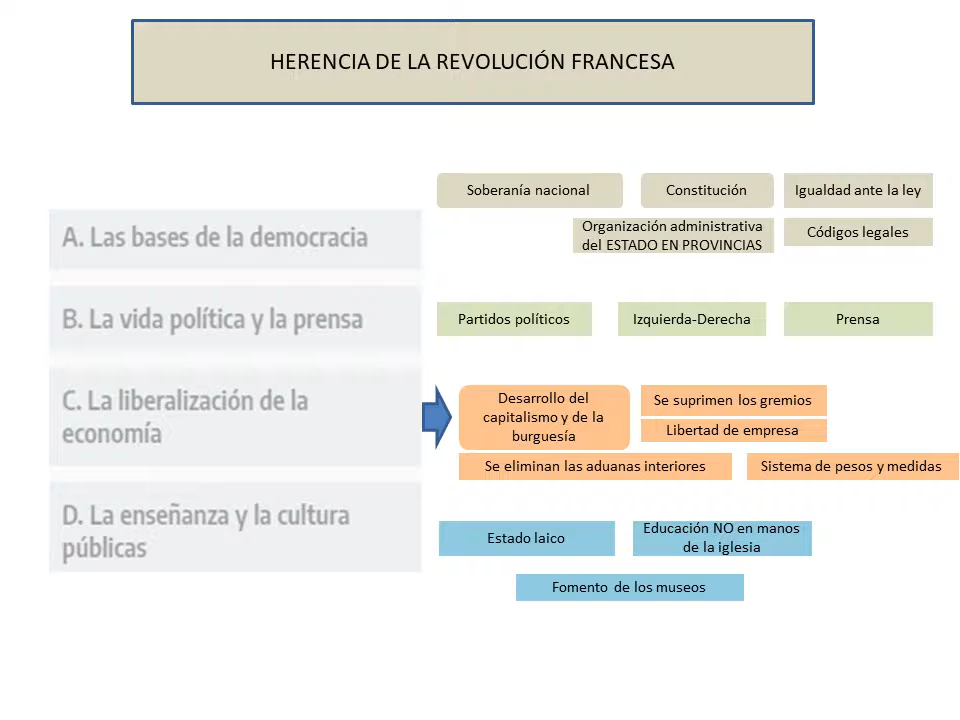 HERENCIA DE LA REVOLUCIÓN FRANCESA
A. Las bases de la democracia
Soberanía nacional
Constitución
Igualdad ante la ley
Organización administrativa
del ESTADO EN PROVINCIAS
Códigos legales
B. La vida política y la prensa
Partidos políticos
Izquierda-Derecha
Prensa
C. La liberalización de la
economía
Desarrollo del
capitalismo y de la
burguesía
Se suprimen los gremios
Libertad de empresa
Se eliminan las aduanas interiores
Sistema de pesos y medidas
D. La enseñanza y la cultura
públicas
Estado laico
Educación NO en manos
de la iglesia
Fomento de los museos